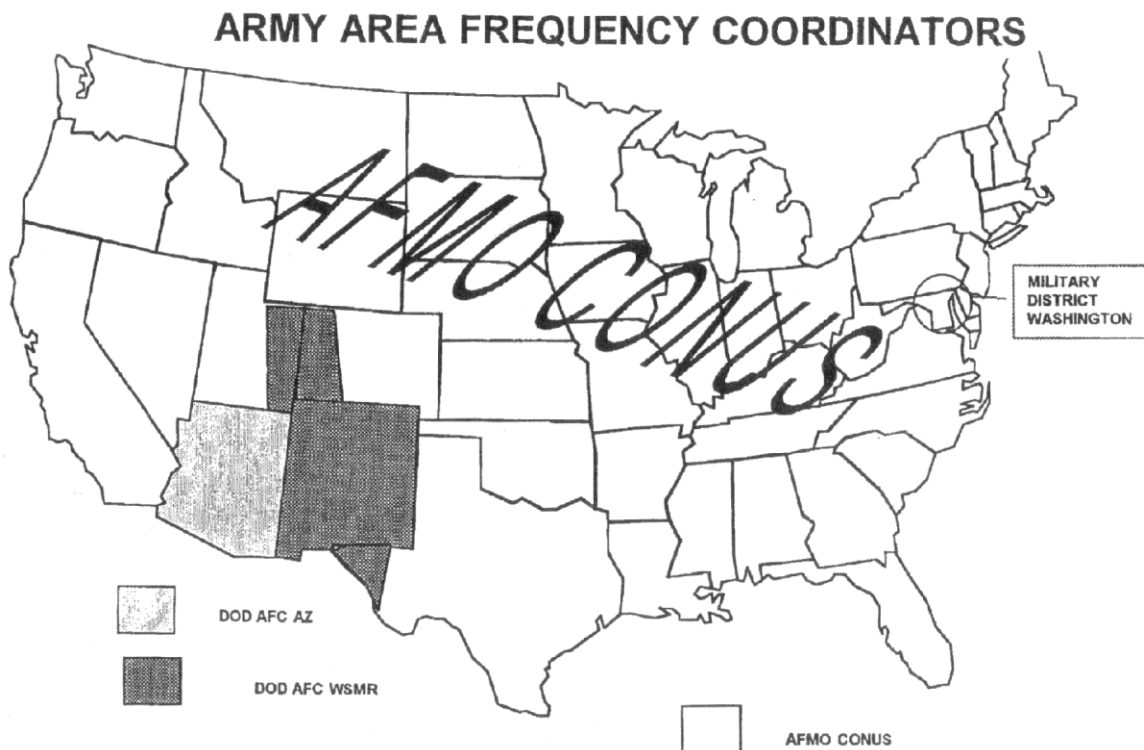 ARMY AREA FREQUENCY COORDINATORS
AFMO CONUS
MILITARY
DISTRICT
WASHINGTON
DOD AFC AZ
DOD AFC WSMR
AFMO CONUS